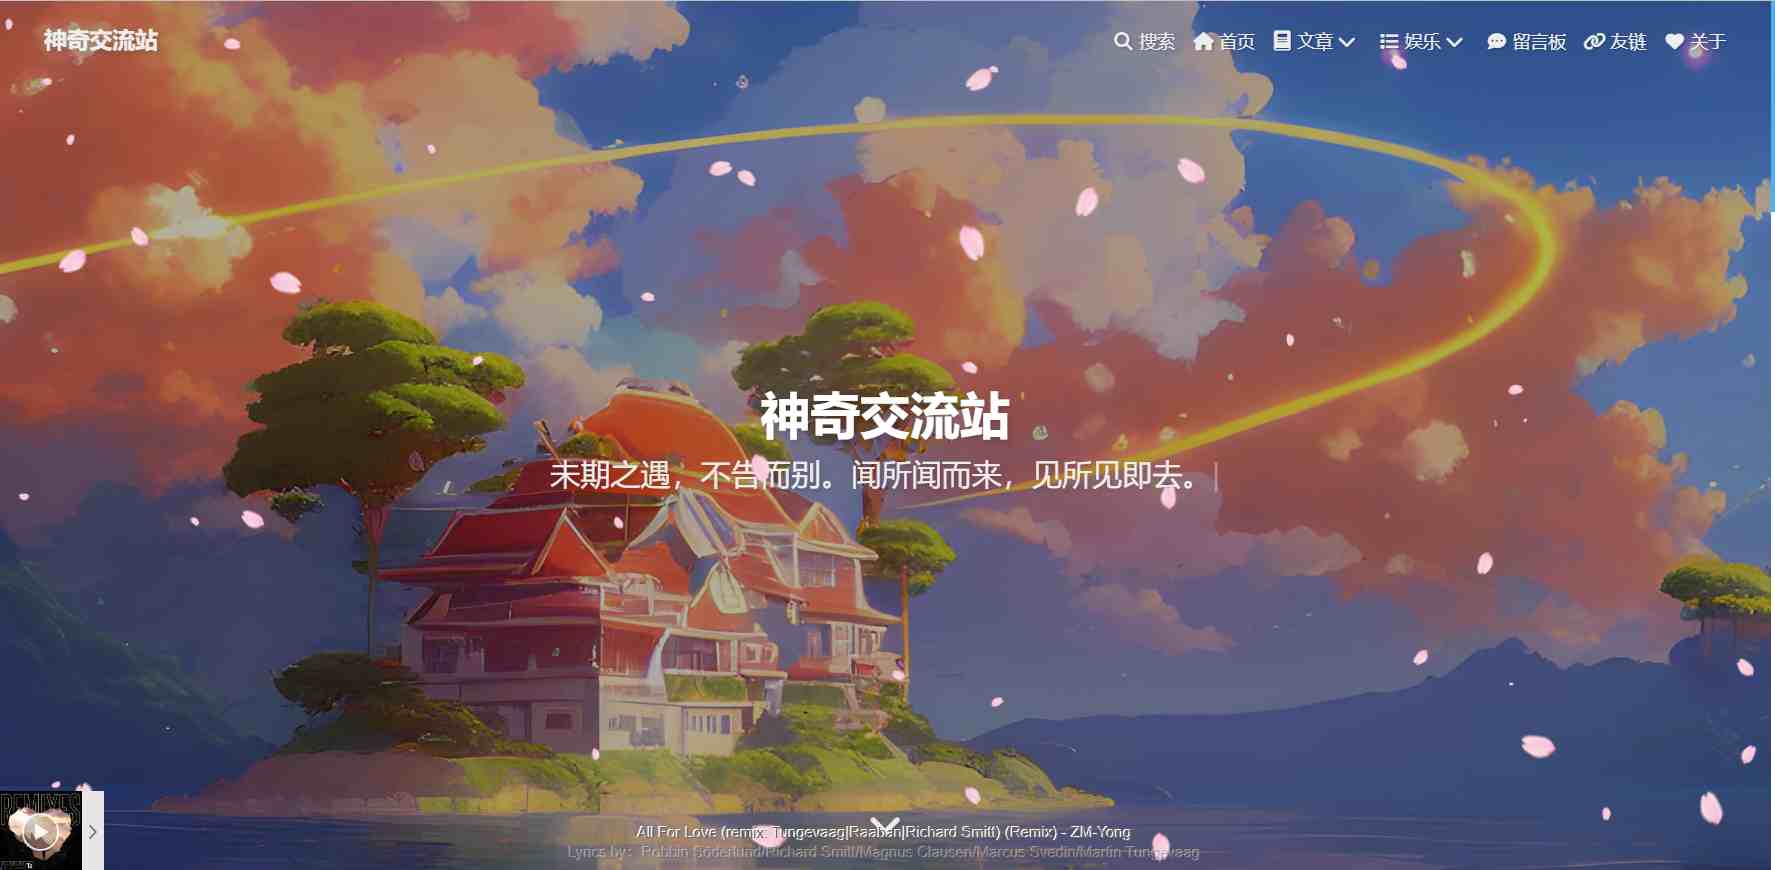 神奇交流站
搜索 首页 文章 娱乐 留言板 友链 关于
神奇交流站
未期之遇，不告而别。闻所闻而来，见所见即去。
REMIXES
All For Love (remix: Tungevaag|Raaban|Richard Smitt) (Remix) - ZM-Yong
Lyrics by：Robbin Söderlund/Richard Smitt/Magnus Clausen/Marcus Svedin/Martin Tungevaag